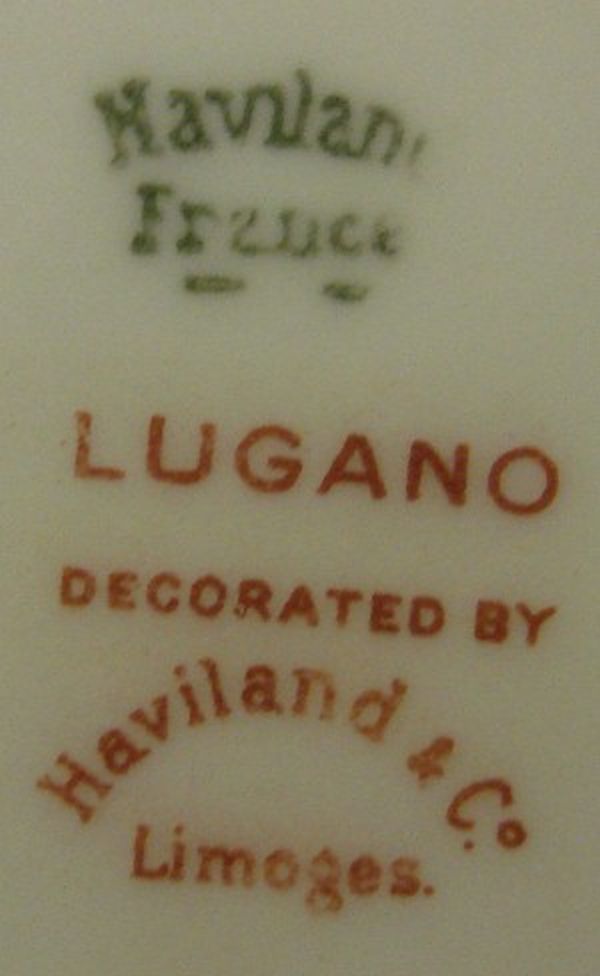 Haviland
France
LUGANO
DECORATED BY
Haviland & Co.
Limoges.